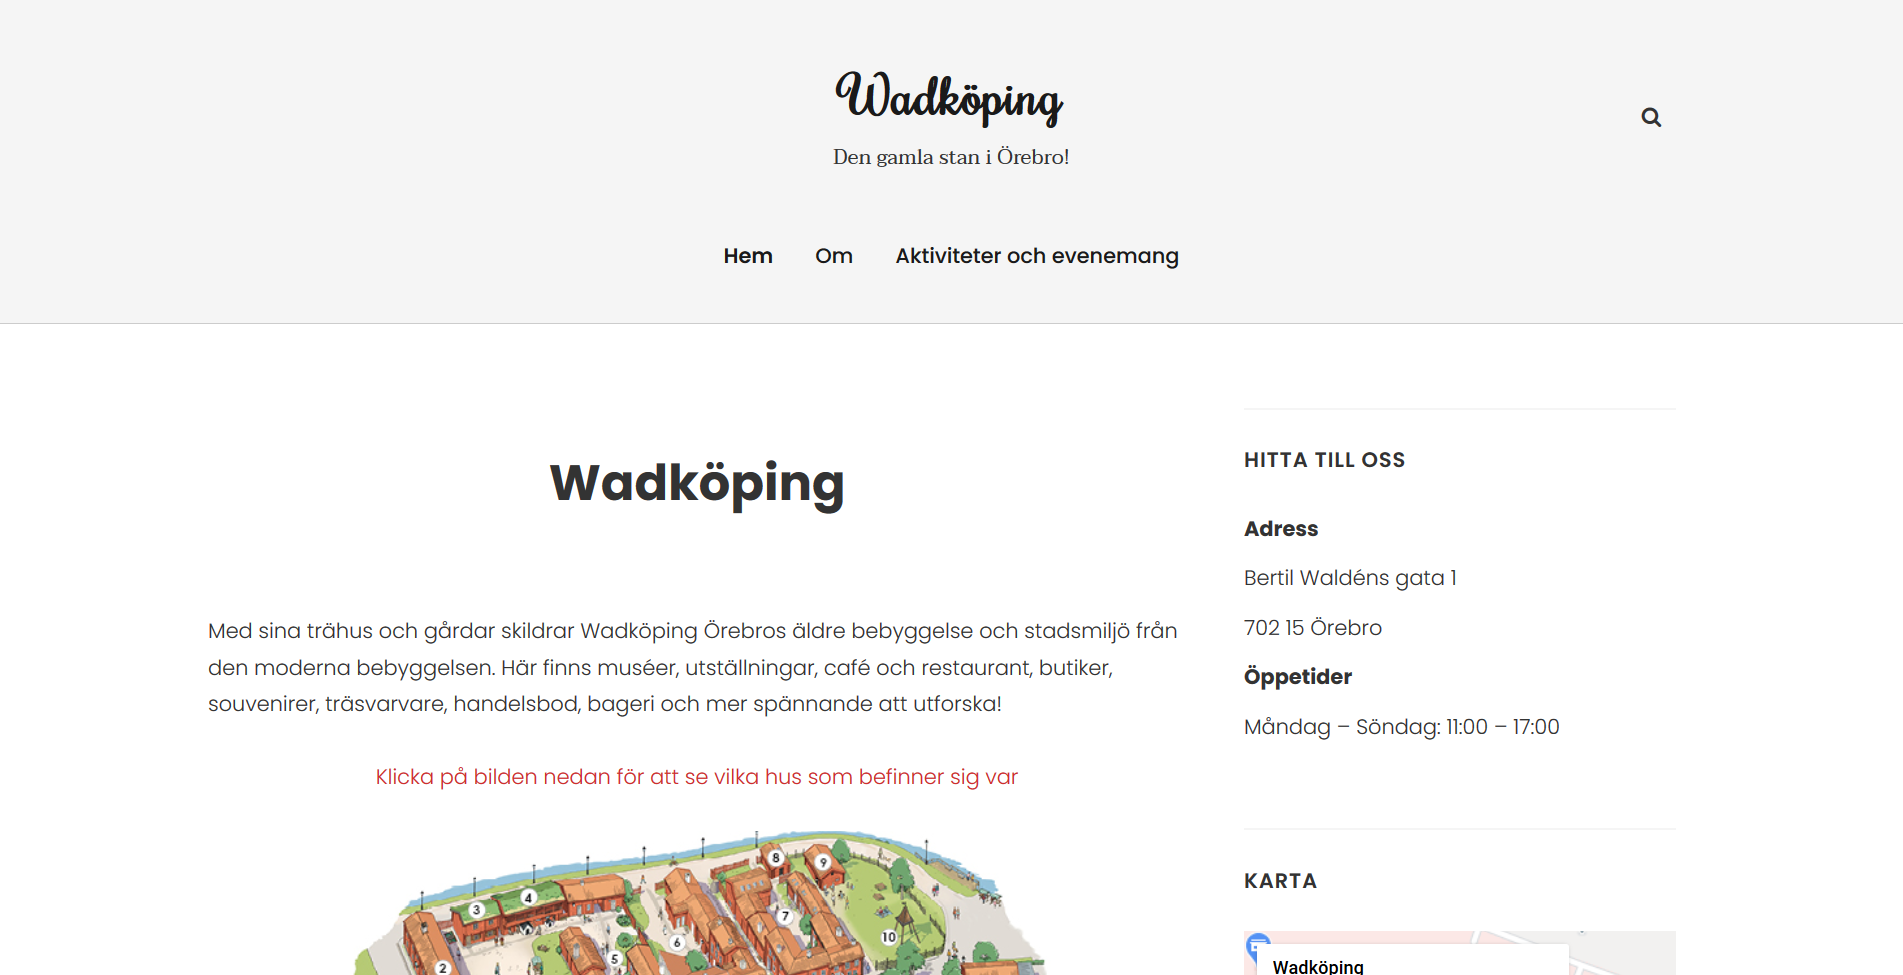 Wadköping
Den gamla stan i Örebro!
Hem
Om
Aktiviteter och evenemang
Wadköping
Med sina trähus och gårdar skildrar Wadköping Örebros äldre bebyggelse och stadsmiljö från
den moderna bebyggelsen. Här finns muséer, utställningar, café och restaurant, butiker,
souvenirer, träsvarvare, handelsbod, bageri och mer spännande att utforska!
Klicka på bilden nedan för att se vilka hus som befinner sig var
8
9
4
3
7
10
6
5
2
HITTA TILL OSS
Adress
Bertil Waldéns gata 1
702 15 Örebro
Öppetider
Måndag – Söndag: 11:00 – 17:00
KARTA
Wadköping